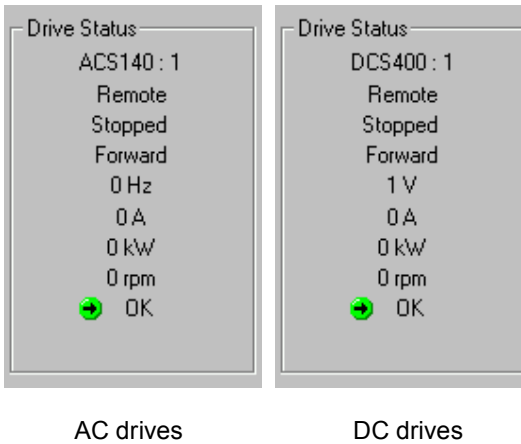 Drive Status
ACS140 : 1
Remote
Stopped
Forward
0 Hz
0 A
0 kW
0 rpm
OK
Drive Status
DCS400 : 1
Remote
Stopped
Forward
1 V
0 A
0 kW
0 rpm
OK
AC drives
DC drives